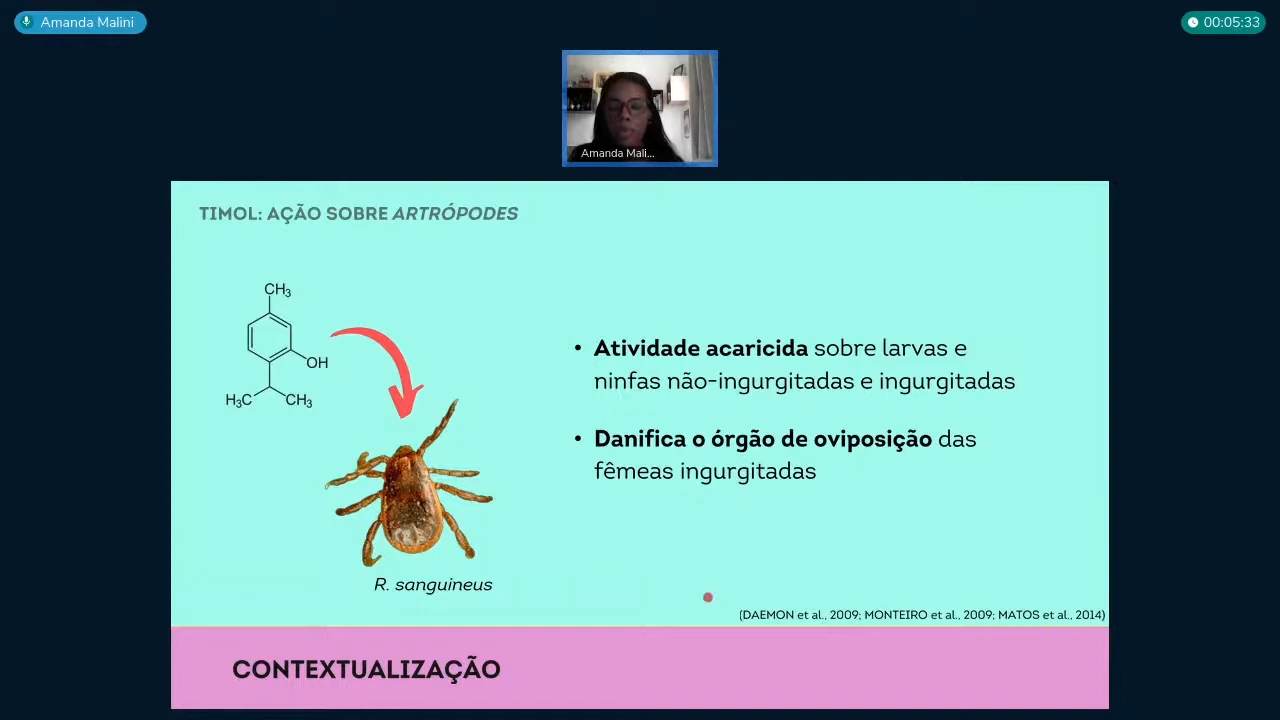 Amanda Malini
00:05:33
Amanda Mali...
TIMOL: AÇÃO SOBRE ARTRÓPODES
CH3
OH
H3C CH3
• Atividade acaricida sobre larvas e
ninfas não-ingurgitadas e ingurgitadas
• Danifica o órgão de oviposição das
fêmeas ingurgitadas
R. sanguineus
(DAEMON et al., 2009; MONTEIRO et al., 2009; MATOS et al., 2014)
CONTEXTUALIZAÇÃO